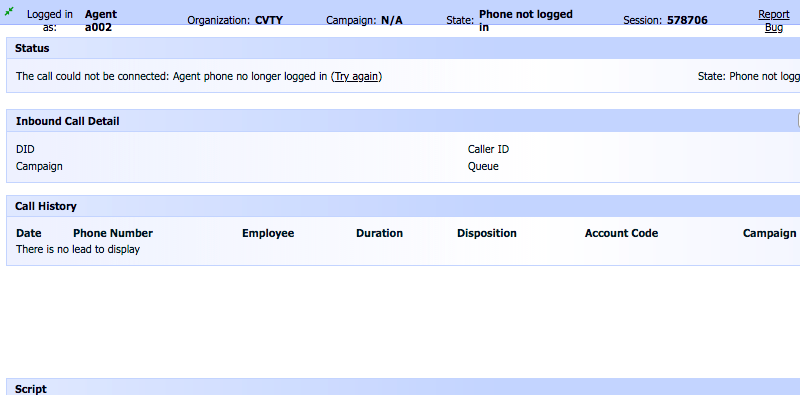 Logged in as: Agent a002 Organization: CVTY Campaign: N/A State: Phone not logged in Session: 578706 Report Bug
Status
The call could not be connected: Agent phone no longer logged in (Try again) State: Phone not logg
Inbound Call Detail
DID Caller ID
Campaign Queue
Call History
Date Phone Number Employee Duration Disposition Account Code Campaign
There is no lead to display
Script